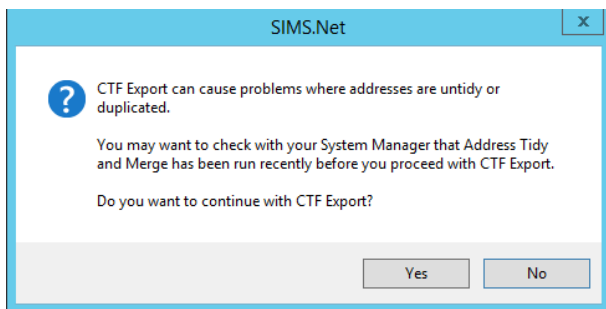 SIMS.Net
x
?
CTF Export can cause problems where addresses are untidy or
duplicated.
You may want to check with your System Manager that Address Tidy
and Merge has been run recently before you proceed with CTF Export.
Do you want to continue with CTF Export?
Yes
No